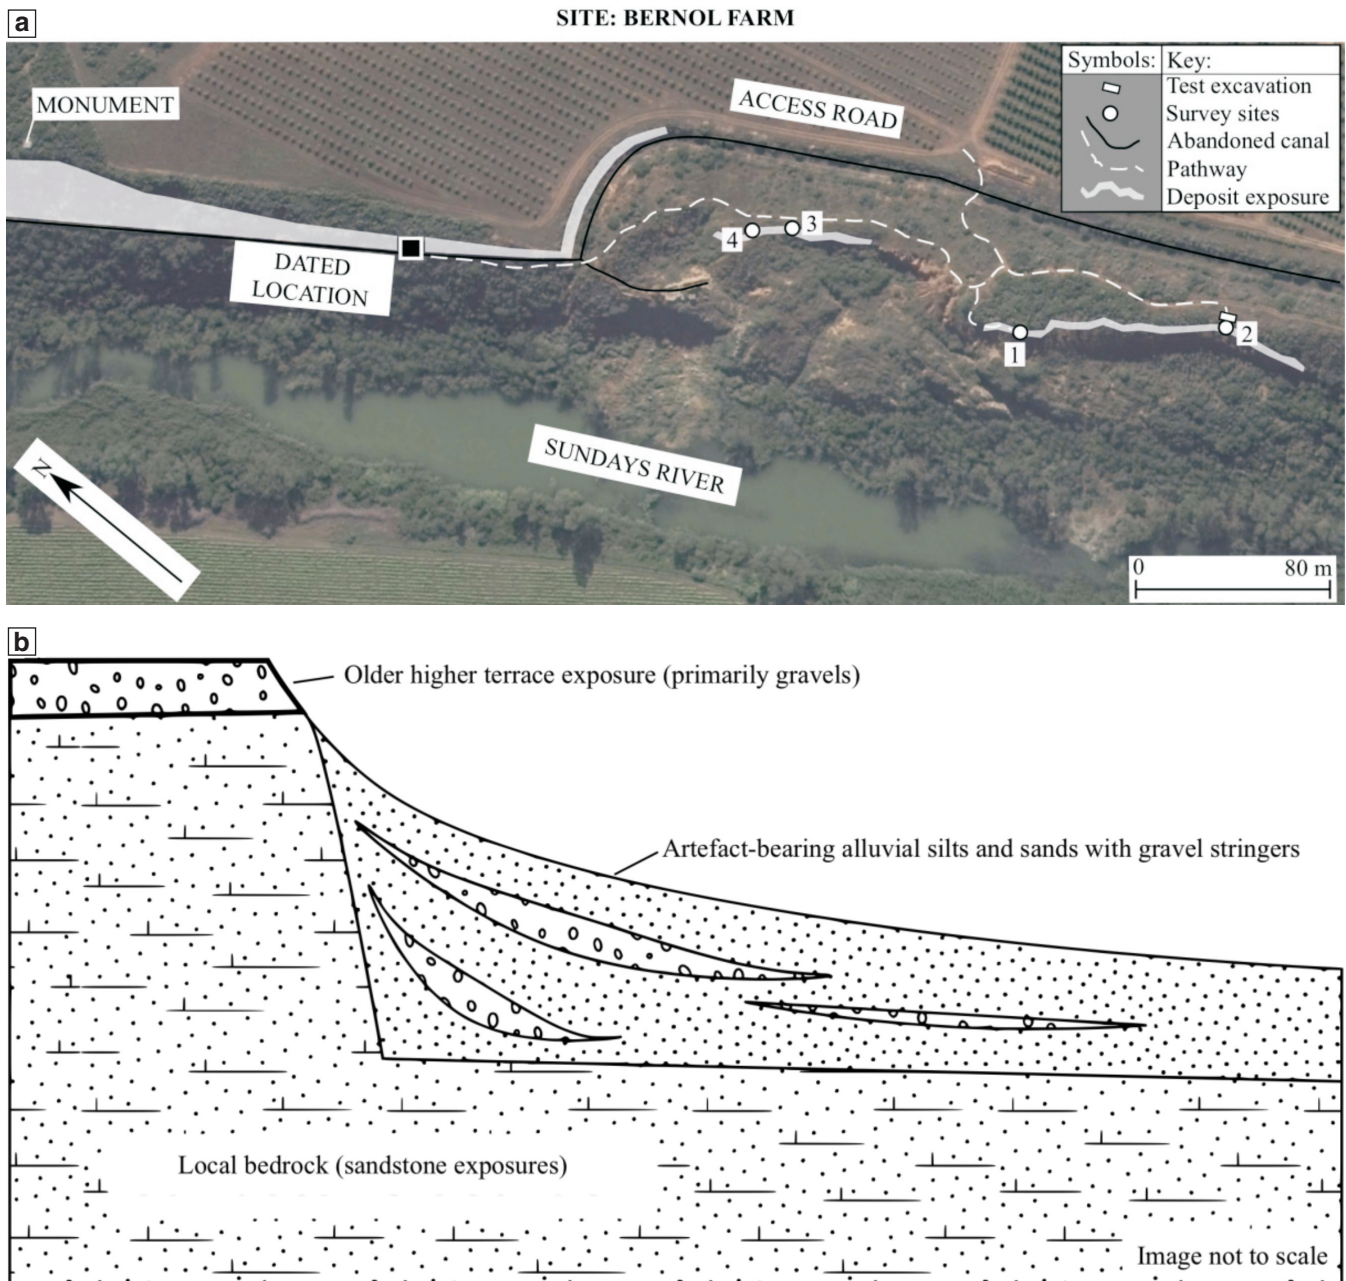 a
SITE: BERNOL FARM
MONUMENT
ACCESS ROAD
Symbols: Key:
Test excavation
Survey sites
Abandoned canal
Pathway
Deposit exposure
4
3
DATED
LOCATION
1
2
SUNDAYS RIVER
N
0 80 m
b
Older higher terrace exposure (primarily gravels)
Artefact-bearing alluvial silts and sands with gravel stringers
Local bedrock (sandstone exposures)
Image not to scale